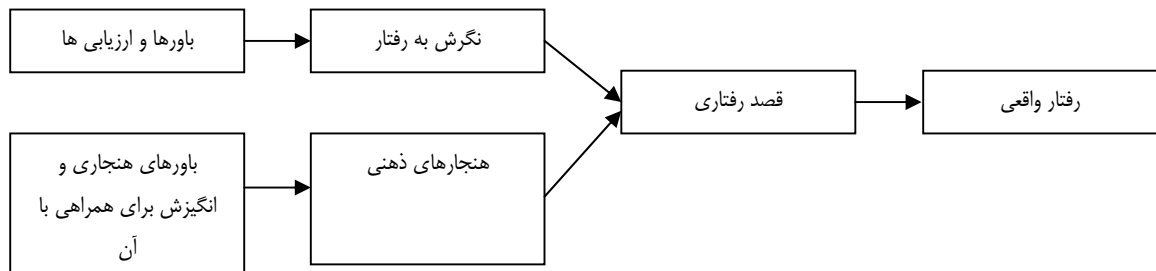 باورها و ارزیابی ها
نگرش به رفتار
قصد رفتاری
رفتار واقعی
باورهای هنجاری و
انگیزش برای همراهی با
آن
هنجارهای ذهنی